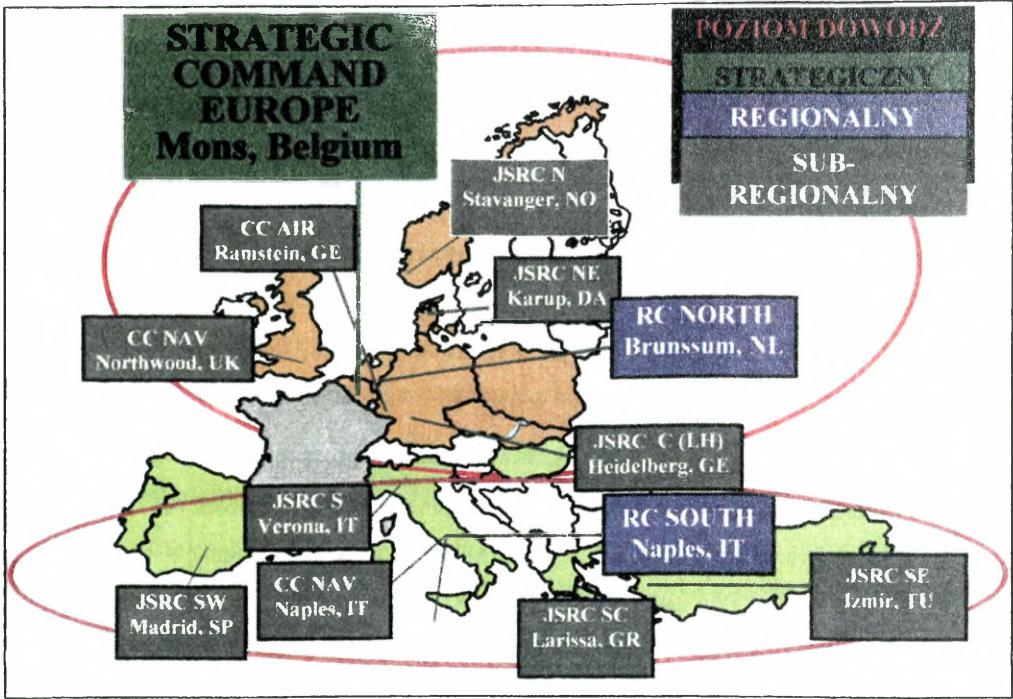 STRATEGIC
COMMAND
EUROPE
Mons, Belgium
POZIOM DOWODŹ
STRATEGICZNY
REGIONALNY
SUB-
REGIONALNY
JSRC N
Stavanger, NO
CC AIR
Ramstein, GE
JSRC NE
Karup, DA
RC NORTH
Brunssum, NL
CC NAV
Northwood, UK
JSRC C (LH)
Heidelberg, GE
JSRC S
Verona, IT
RC SOUTH
Naples, IT
CC NAV
Naples, IT
JSRC SW
Madrid, SP
JSRC SC
Larissa, GR
JSRC SE
Izmir, TU